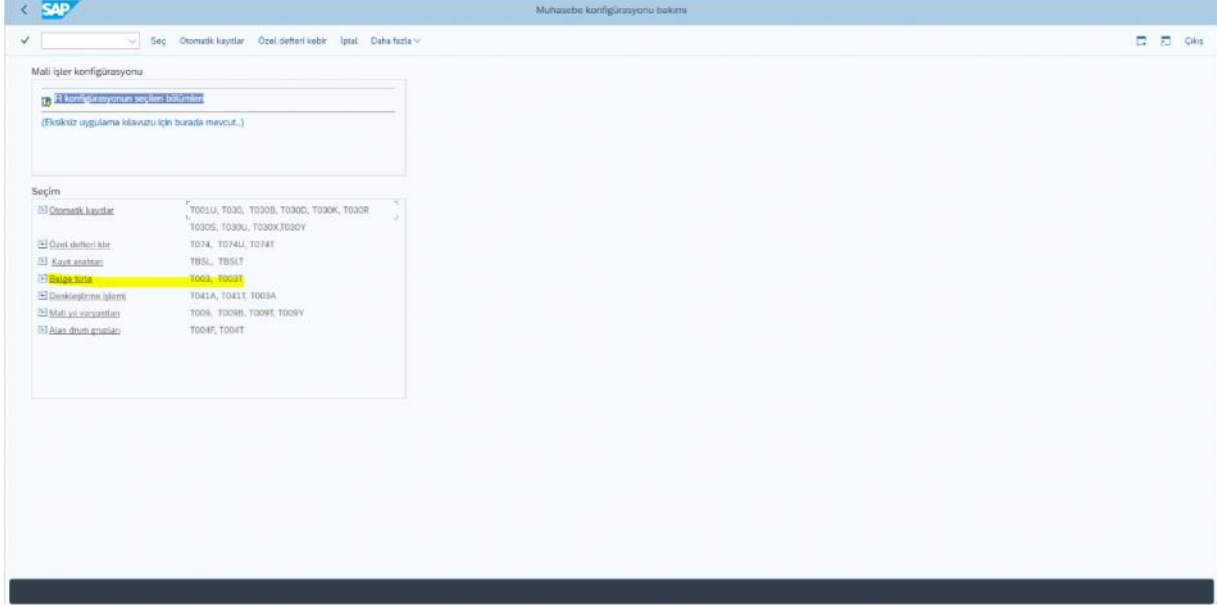 SAP
Muhasebe konfigürasyonu bakımı
Seç Otomatik kayıtlar Özel defteri kebir İptal Daha fazla Çıkış
Mali işler konfigürasyonu
FI konfigürasyonun seçilen bölümleri
(Eksiksiz uygulama kılavuzu için burada mevcut..)
Seçim
Otomatik kayıtlar T001U, T030, T030B, T030D, T030K, T030R
T030S, T030U, T030X,T030Y
Özel defteri kbr T074, T074U, T074T
Kayıt anahtarı TBSL, TBSLT
Belge türü T003, T003T
Denkleştirme işlemi T041A, T041T, T003A
Mali yıl varyantları T009, T009B, T009T, T009Y
Alan drum grupları T004F, T004T